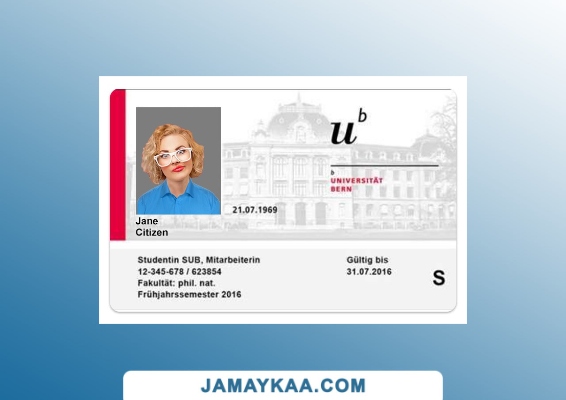 u b
b
UNIVERSITÄT
BERN
21.07.1969
Jane
Citizen
Studentin SUB, Mitarbeiterin
12-345-678 / 623854
Fakultät: phil. nat.
Frühjahrssemester 2016
Gültig bis
31.07.2016
S
JAMAYKAA.COM